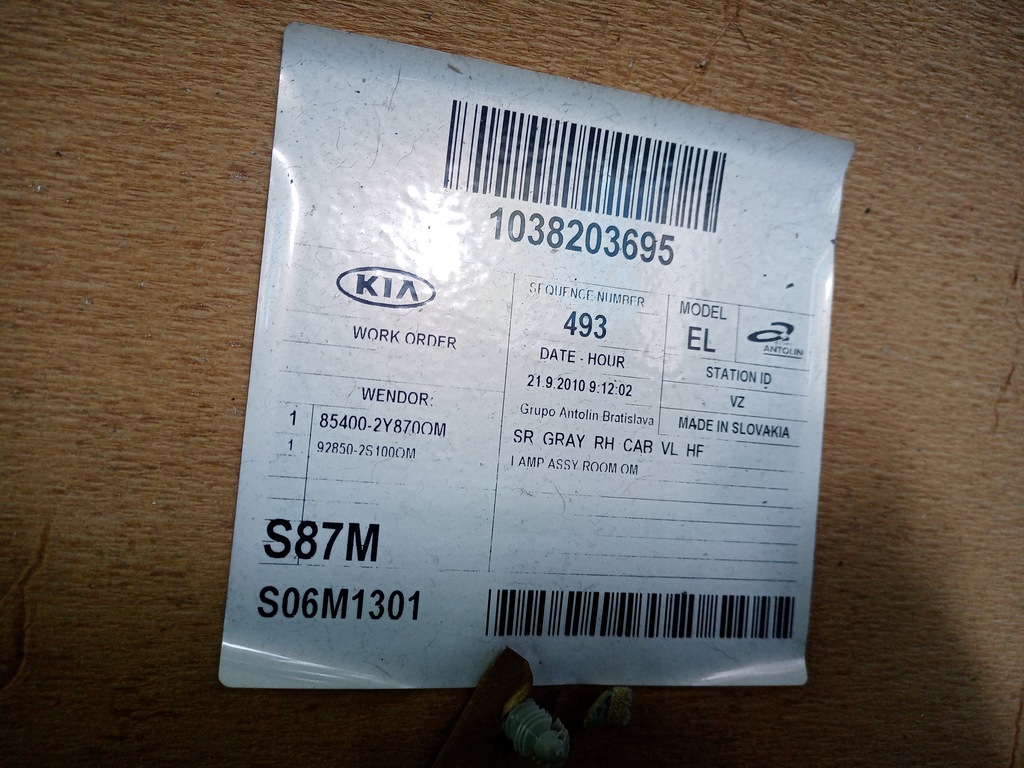 1038203695
KIA
WORK ORDER
SEQUENCE NUMBER
493
DATE - HOUR
21.9.2010 9:12:02
Grupo Antolin Bratislava
MODEL
EL
ANTOLIN
STATION ID
VZ
MADE IN SLOVAKIA
WENDOR:
1 85400-2Y870OM SR GRAY RH CAB VL HF
1 92850-2S100OM LAMP ASSY ROOM OM
S87M
S06M1301